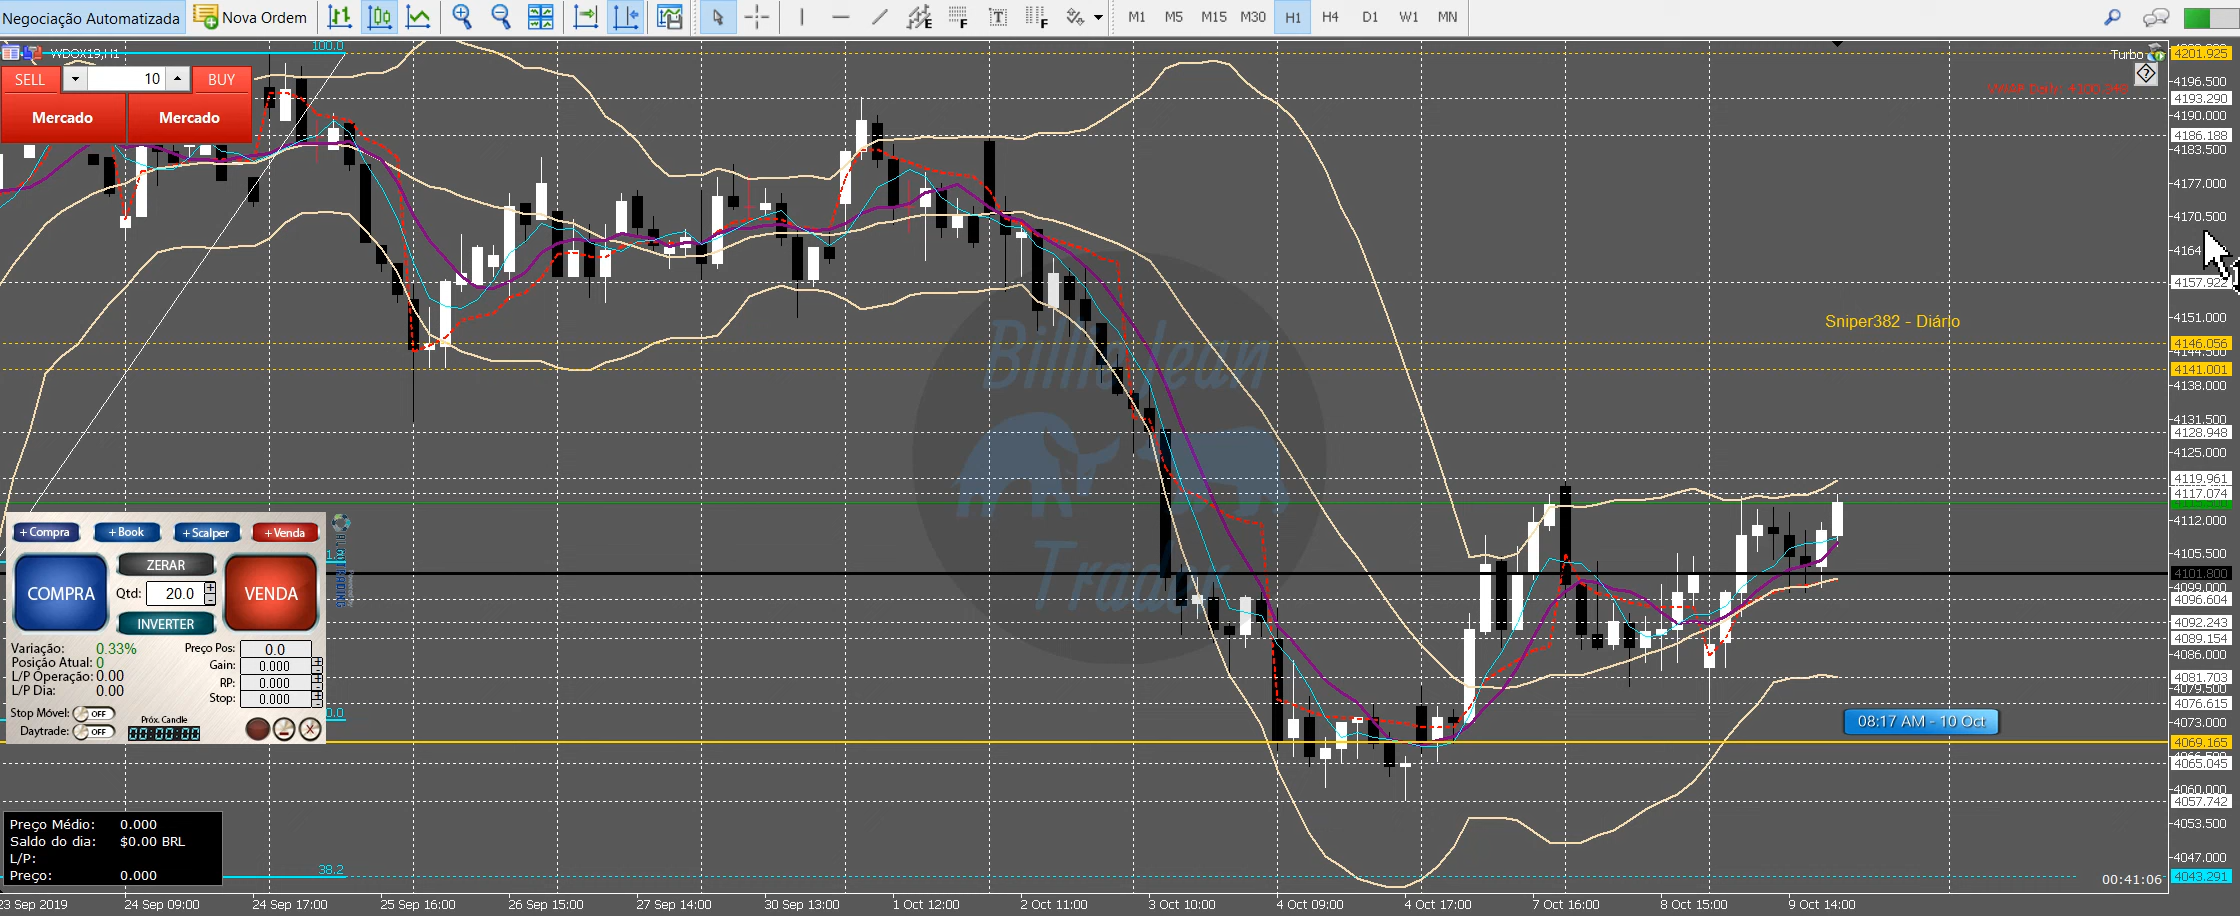 Negociação Automatizada
Nova Ordem
E
F
T
F
M1 M5 M15 M30 H1 H4 D1 W1 MN
WDOX19,H1
100.0
Turbo
4201.925
SELL 10 BUY
Mercado Mercado
4196.500
4193.290
4190.000
4186.188
4183.500
4177.000
4170.500
4164
4157.922
4151.000
Sniper382 - Diário
4146.056
4144.500
4141.001
4138.000
4131.500
4128.948
4125.000
4119.961
4117.074
4112.000
4105.500
4101.800
4099.000
4096.604
4092.243
4089.154
4086.000
4081.703
4079.500
4076.615
4073.000
4069.165
4065.045
4060.000
4057.742
4053.500
4047.000
4043.291
BillieJean
Trader
+Compra +Book +Scalper +Venda
COMPRA ZERAR VENDA
Qtd: 20.0
INVERTER
Variação: 0.33%
Posição Atual: 0
L/P Operação: 0.00
L/P Dia: 0.00
Preço Pos: 0.0
Gain: 0.000
RP: 0.000
Stop: 0.000
Stop Móvel: OFF
Daytrade: OFF
Próx. Candle
00:00:00
08:17 AM - 10 Oct
Preço Médio: 0.000
Saldo do dia: $0.00 BRL
L/P:
Preço: 0.000
38.2
00:41:06
23 Sep 2019 24 Sep 09:00 24 Sep 17:00 25 Sep 16:00 26 Sep 15:00 27 Sep 14:00 30 Sep 13:00 1 Oct 12:00 2 Oct 11:00 3 Oct 10:00 4 Oct 09:00 4 Oct 17:00 7 Oct 16:00 8 Oct 15:00 9 Oct 14:00